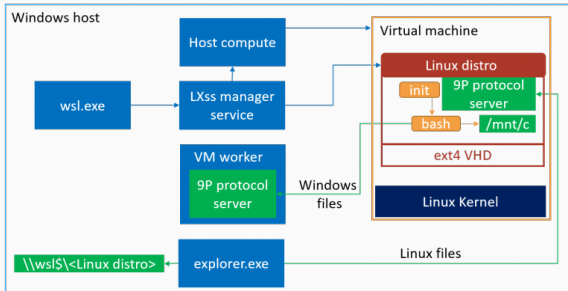 Windows host
Host compute
Virtual machine
Linux distro
wsl.exe
LXss manager
service
init
9P protocol
server
bash
/mnt/c
VM worker
9P protocol
server
Windows
files
ext4 VHD
Linux Kernel
\\wsl$\<Linux distro>
explorer.exe
Linux files